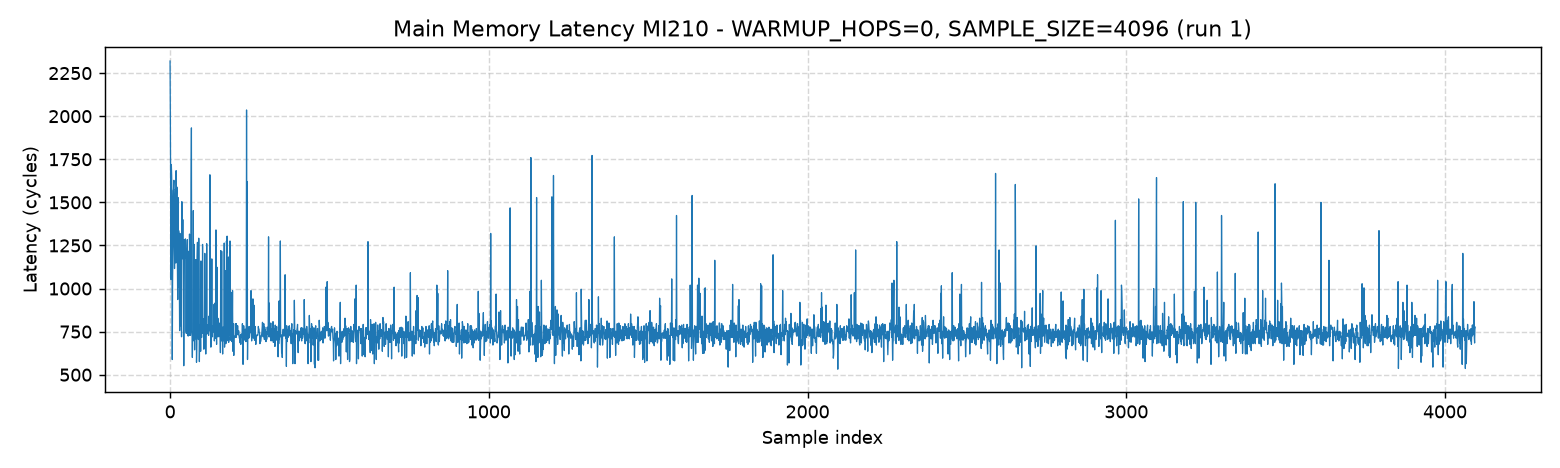 Main Memory Latency MI210 - WARMUP_HOPS=0, SAMPLE_SIZE=4096 (run 1)
Latency (cycles)
2250
2000
1750
1500
1250
1000
750
500
0 1000 2000 3000 4000
Sample index